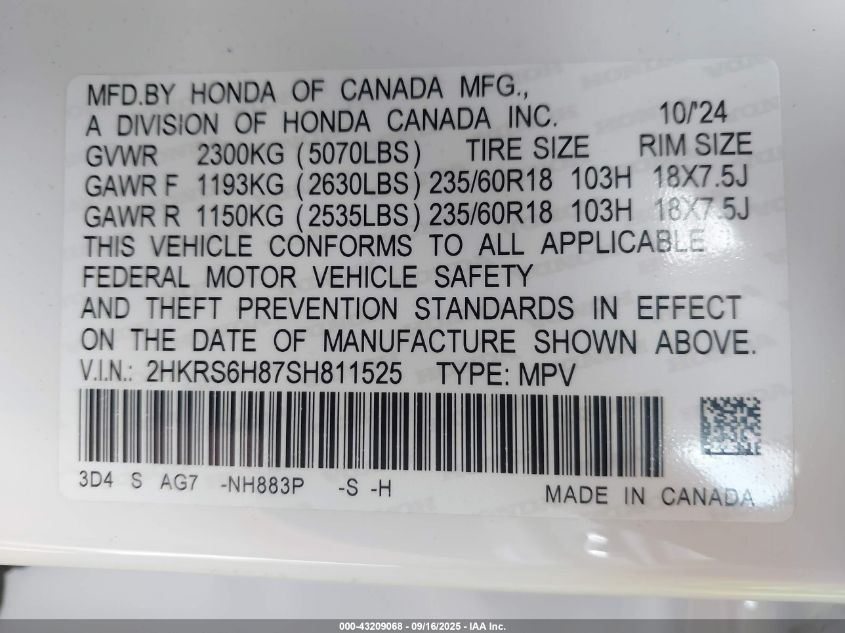 MFD.BY HONDA OF CANADA MFG.,
A DIVISION OF HONDA CANADA INC. 10/'24
GVWR 2300KG (5070LBS) TIRE SIZE RIM SIZE
GAWR F 1193KG (2630LBS) 235/60R18 103H 18X7.5J
GAWR R 1150KG (2535LBS) 235/60R18 103H 18X7.5J
THIS VEHICLE CONFORMS TO ALL APPLICABLE
FEDERAL MOTOR VEHICLE SAFETY
AND THEFT PREVENTION STANDARDS IN EFFECT
ON THE DATE OF MANUFACTURE SHOWN ABOVE.
V.I.N.: 2HKRS6H87SH811525 TYPE: MPV
3D4 S AG7 -NH883P -S -H
MADE IN CANADA
000-43209068 - 09/16/2025 - IAA Inc.